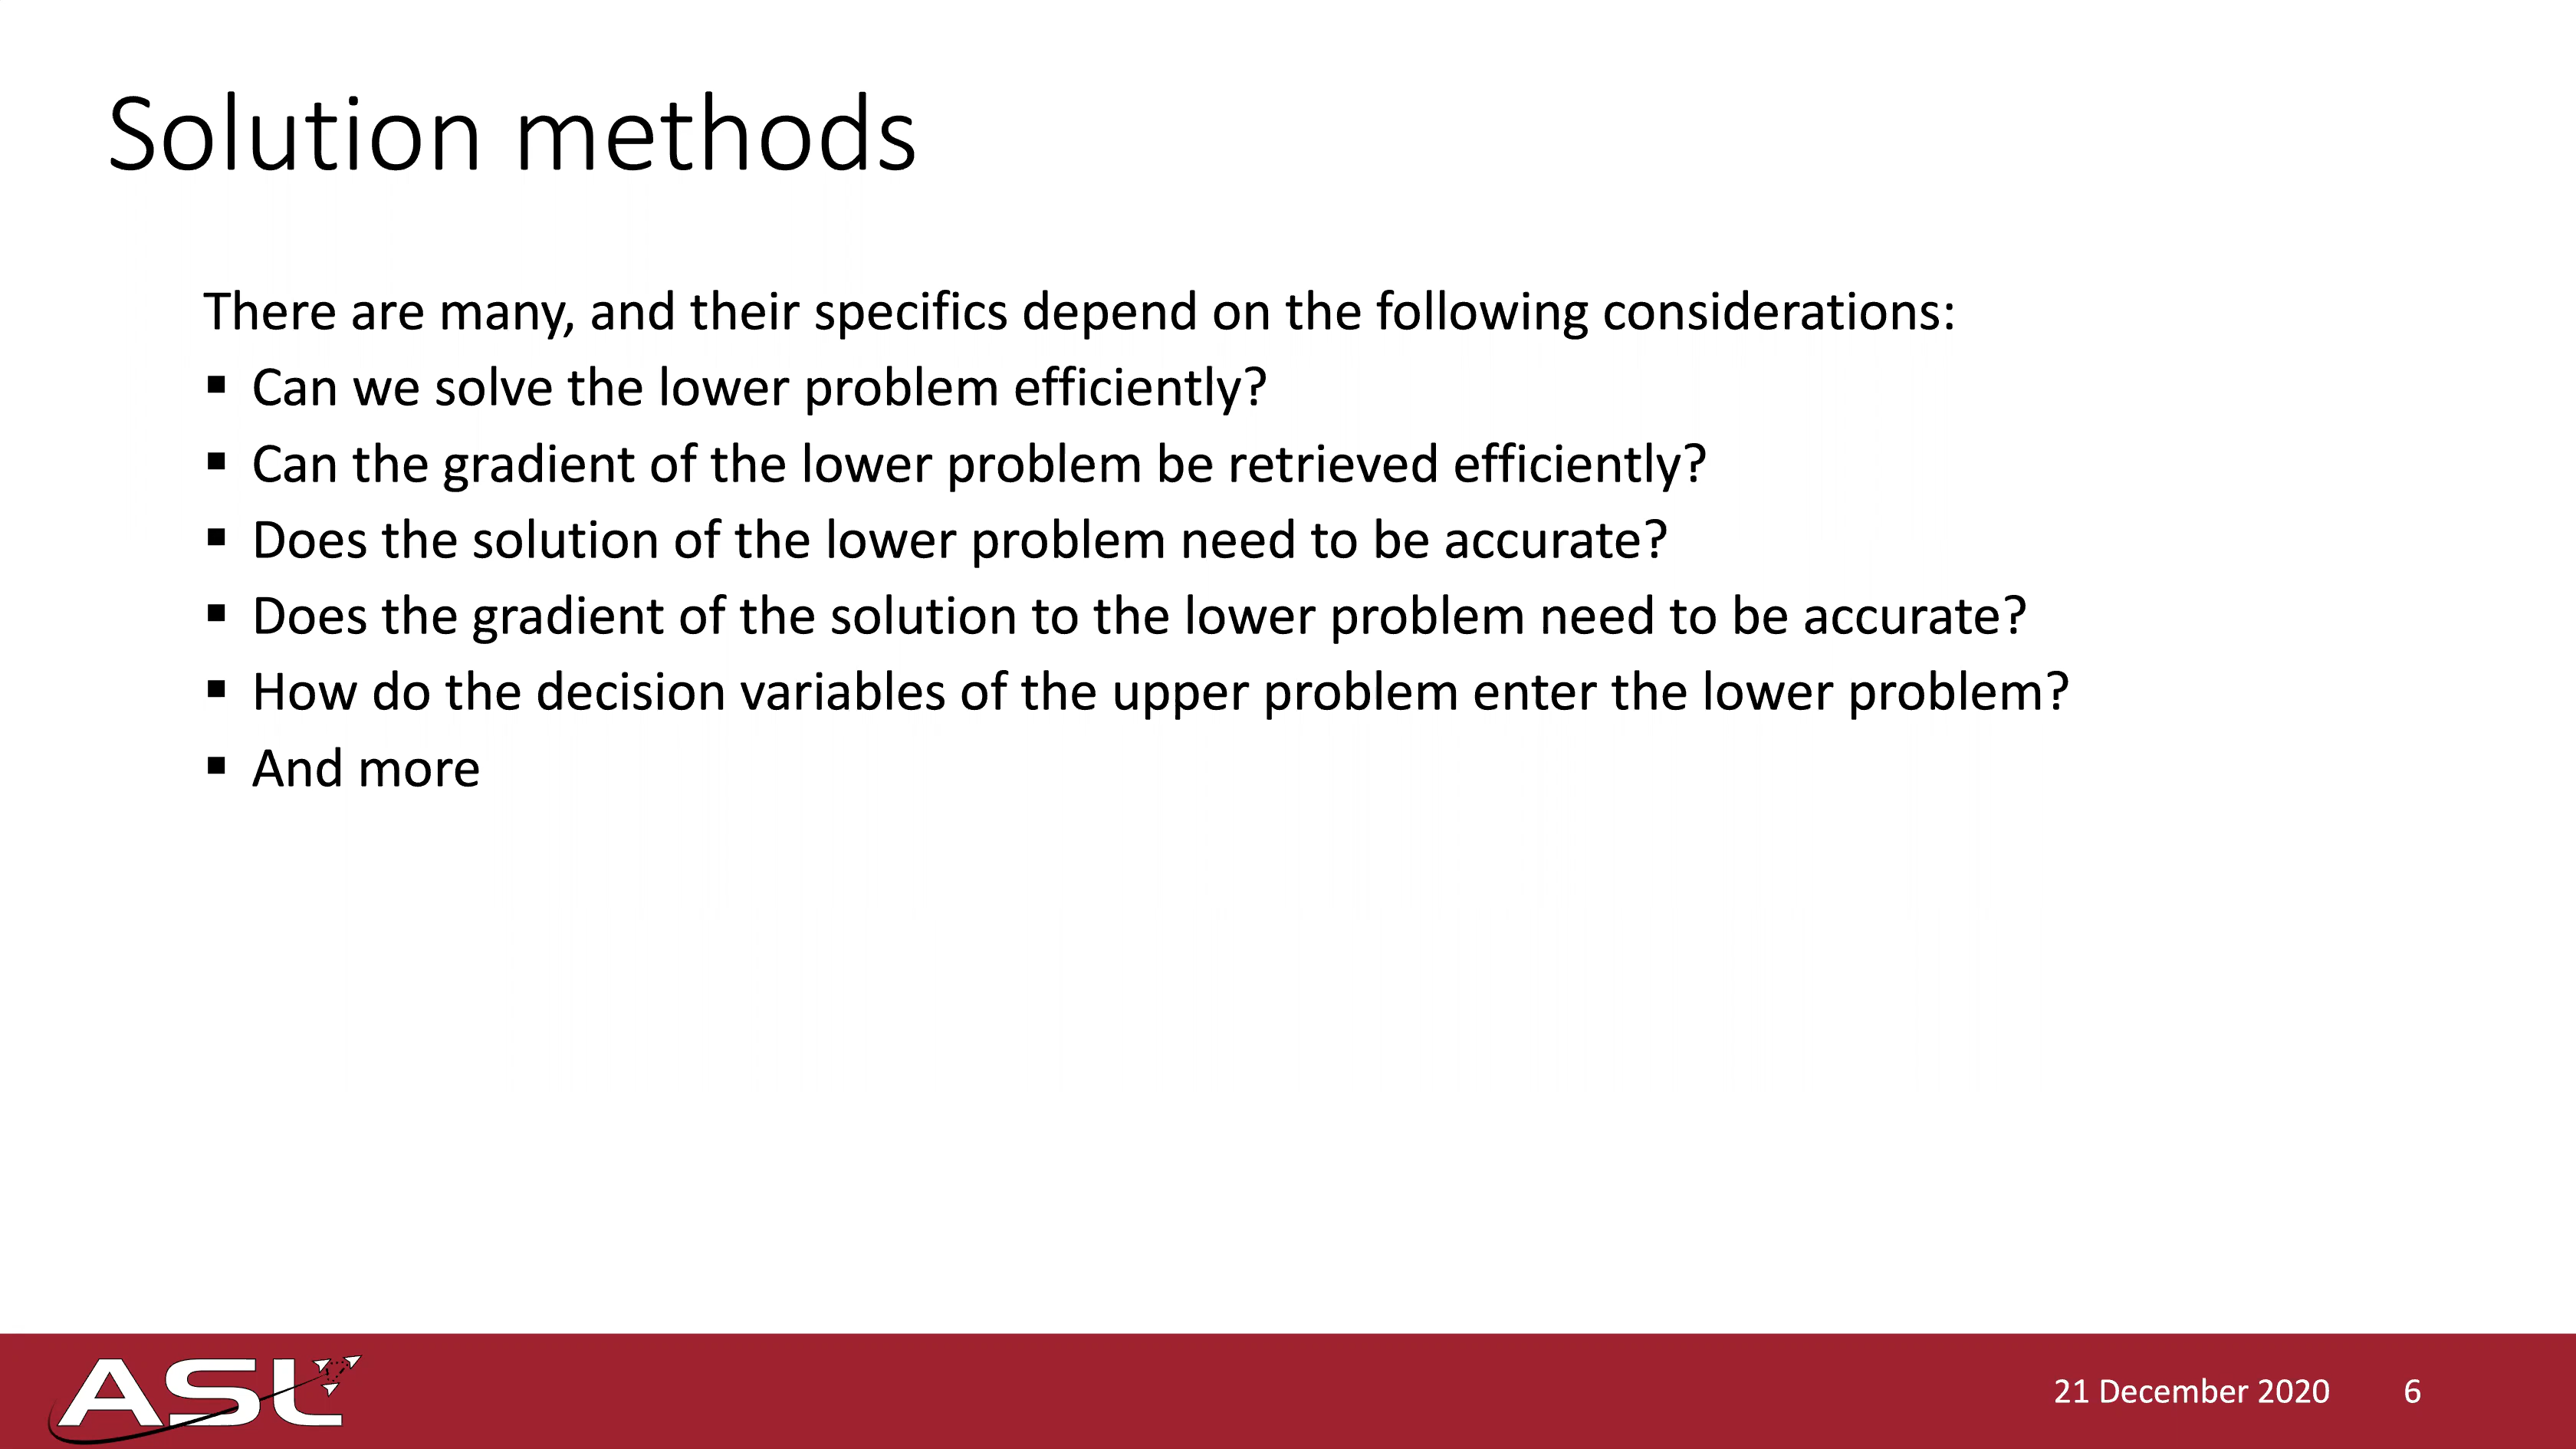 Solution methods
There are many, and their specifics depend on the following considerations:
▪ Can we solve the lower problem efficiently?
▪ Can the gradient of the lower problem be retrieved efficiently?
▪ Does the solution of the lower problem need to be accurate?
▪ Does the gradient of the solution to the lower problem need to be accurate?
▪ How do the decision variables of the upper problem enter the lower problem?
▪ And more
ASL
21 December 2020 6